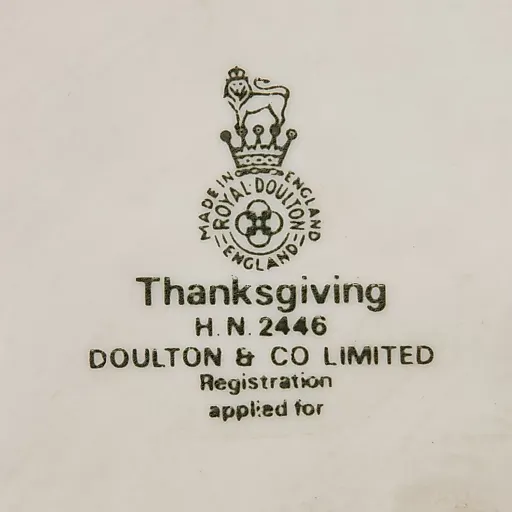 MADE IN ENGLAND
ROYAL·DOULTON
ENGLAND
Thanksgiving
H.N. 2446
DOULTON & CO LIMITED
Registration
applied for